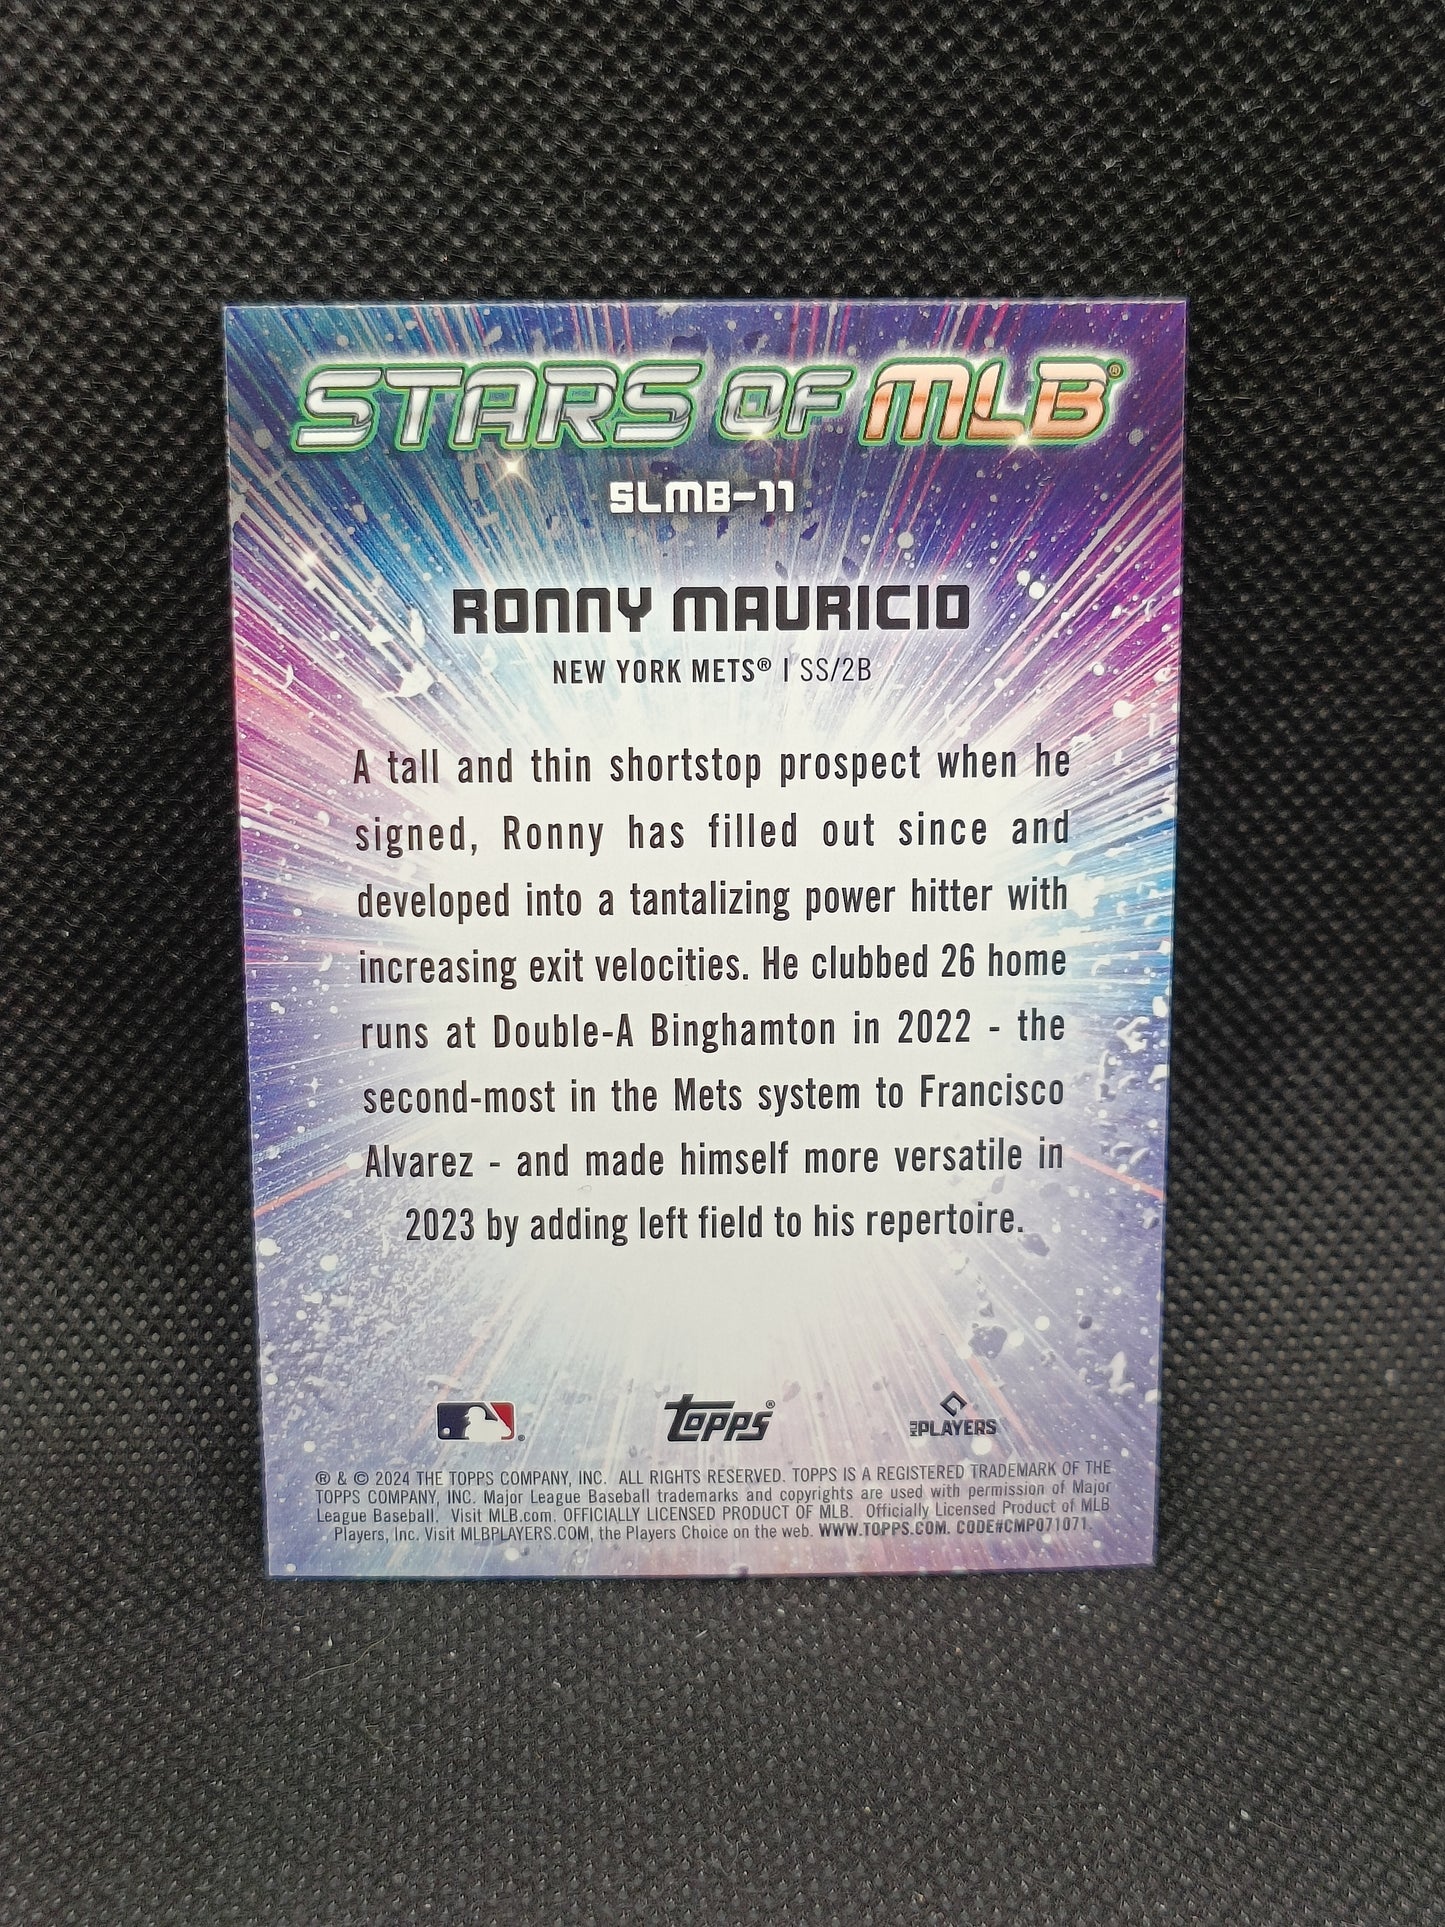 STARS OF MLB®
SLMB-11
RONNY MAURICIO
NEW YORK METS® | SS/2B
A tall and thin shortstop prospect when he
signed, Ronny has filled out since and
developed into a tantalizing power hitter with
increasing exit velocities. He clubbed 26 home
runs at Double-A Binghamton in 2022 - the
second-most in the Mets system to Francisco
Alvarez - and made himself more versatile in
2023 by adding left field to his repertoire.
®
Topps®
MLB PLAYERS
® & © 2024 THE TOPPS COMPANY, INC. ALL RIGHTS RESERVED. TOPPS IS A REGISTERED TRADEMARK OF THE
TOPPS COMPANY, INC. Major League Baseball trademarks and copyrights are used with permission of Major
League Baseball. Visit MLB.com. OFFICIALLY LICENSED PRODUCT OF MLB. Officially Licensed Product of MLB
Players, Inc. Visit MLBPLAYERS.COM, the Players Choice on the web. WWW.TOPPS.COM. CODE#CMP071071.